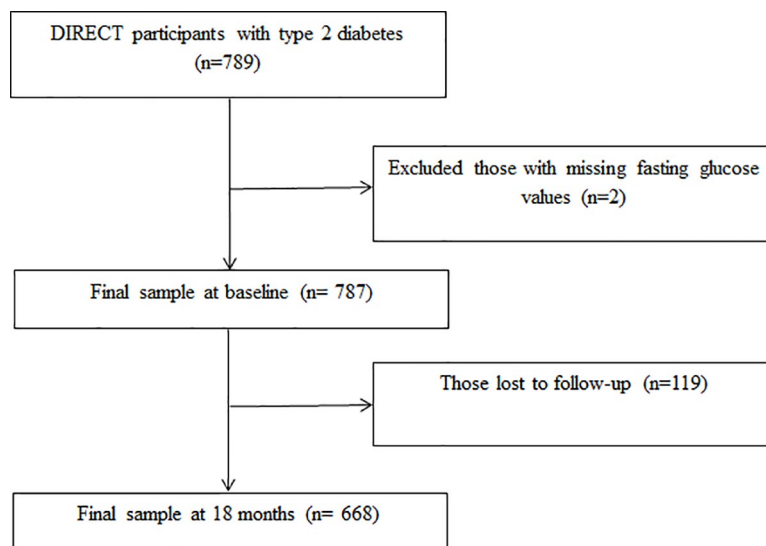 DIRECT participants with type 2 diabetes
(n=789)
Excluded those with missing fasting glucose
values (n=2)
Final sample at baseline (n= 787)
Those lost to follow-up (n=119)
Final sample at 18 months (n= 668)